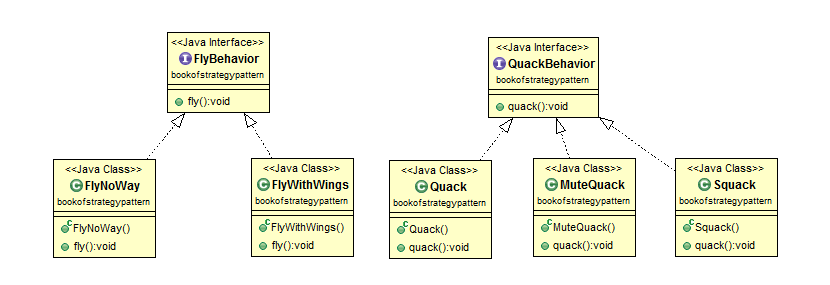 <<Java Interface>>
FlyBehavior
bookofstrategypattern
fly():void
<<Java Interface>>
QuackBehavior
bookofstrategypattern
quack():void
<<Java Class>>
FlyNoWay
bookofstrategypattern
FlyNoWay()
fly():void
<<Java Class>>
FlyWithWings
bookofstrategypattern
FlyWithWings()
fly():void
<<Java Class>>
Quack
bookofstrategypattern
Quack()
quack():void
<<Java Class>>
MuteQuack
bookofstrategypattern
MuteQuack()
quack():void
<<Java Class>>
Squack
bookofstrategypattern
Squack()
quack():void